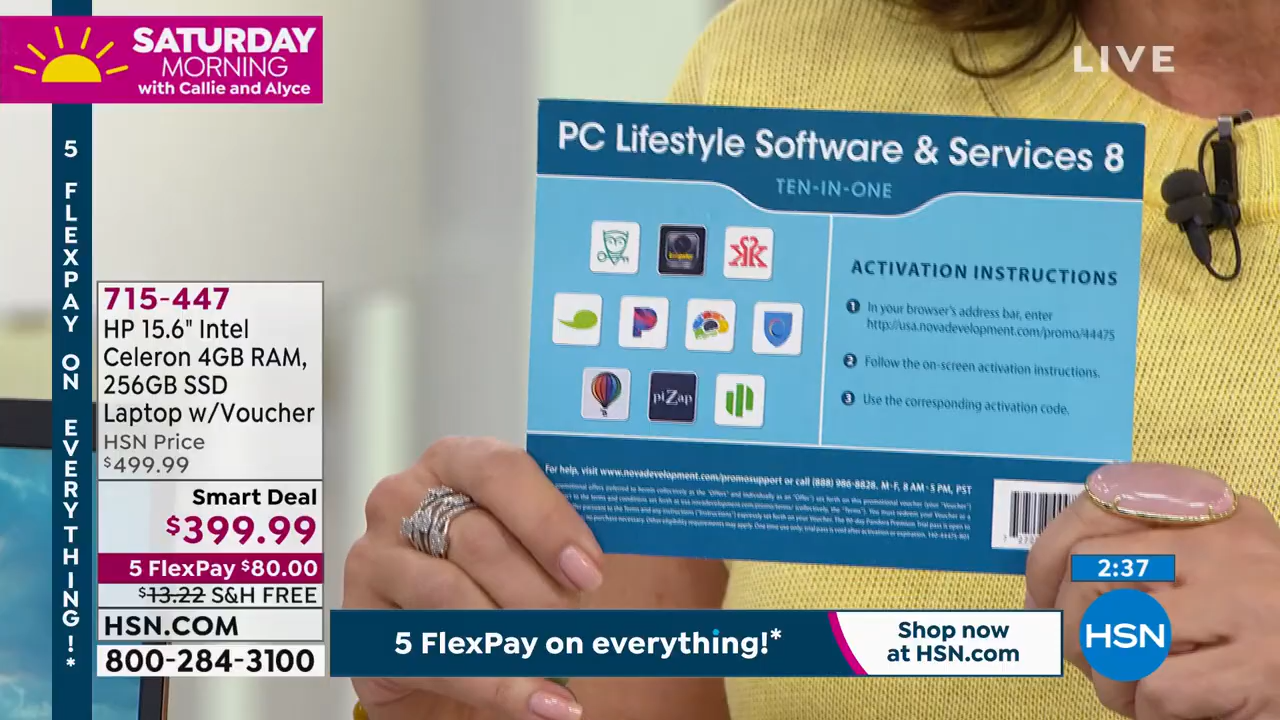 SATURDAY
MORNING
with Callie and Alyce
LIVE
5 FLEXPAY ON EVERYTHING!*
715-447
HP 15.6" Intel
Celeron 4GB RAM,
256GB SSD
Laptop w/Voucher
HSN Price
$499.99
Smart Deal
$399.99
5 FlexPay $80.00
$13.22 S&H FREE
HSN.COM
800-284-3100
PC Lifestyle Software & Services 8
TEN-IN-ONE
piZap
ACTIVATION INSTRUCTIONS
1 In your browser's address bar, enter
http://usa.novadevelopment.com/promo/44475
2 Follow the on-screen activation instructions.
3 Use the corresponding activation code.
For help, visit www.novadevelopment.com/promosupport or call (888) 986-8828. M-F, 8 AM - 5 PM, PST
5 FlexPay on everything!*
Shop now
at HSN.com
2:37
HSN